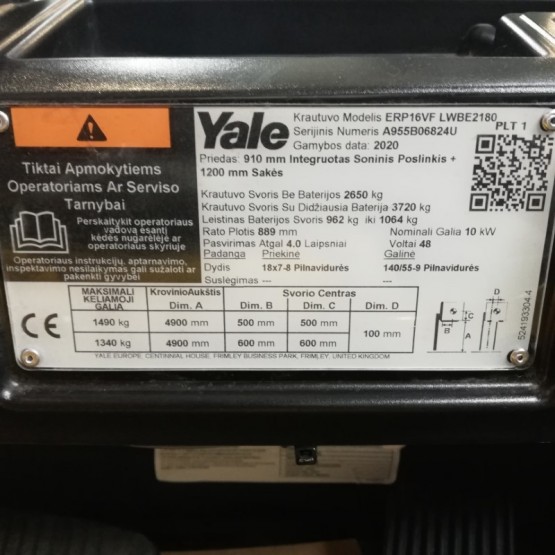 Yale
Krautuvo Modelis ERP16VF LWBE2180
Serijinis Numeris A955B06824U
PLT 1
Gamybos data: 2020
Priedas: 910 mm Integruotas Soninis Poslinkis +
1200 mm Sakės
Tiktai Apmokytiems
Operatoriams Ar Serviso
Tarnybai
Perskaitykit operatoriaus
vadovą esantį
kėdės nugarėlėje ar
operatoriaus skyriuje
Operatoriaus instrukcijų, aptarnavimo,
inspektavimo nesilaikymas gali sužaloti ar
pakenkti gyvybei
Krautuvo Svoris Be Baterijos 2650 kg
Krautuvo Svoris Su Didžiausia Baterija 3720 kg
Leistinas Baterijos Svoris 962 kg iki 1064 kg
Rato Plotis 889 mm Nominali Galia 10 kW
Pasvirimas Atgal 4.0 Laipsniai Voltai 48
Padanga Priekinė Galinė
Dydis 18x7-8 Pilnavidurės 140/55-9 Pilnavidurės
Suslėgimas --- ---
MAKSIMALI KELIAMOJI GALIA KrovinioAukštis Svorio Centras
Dim. A Dim. B Dim. C Dim. D
1490 kg 4900 mm 500 mm 500 mm 100 mm
1340 kg 4900 mm 600 mm 600 mm
CE
D
C
B A
524193304.4
YALE EUROPE, CENTINNIAL HOUSE, FRIMLEY BUSINESS PARK, FRIMLEY, UNITED KINGDOM